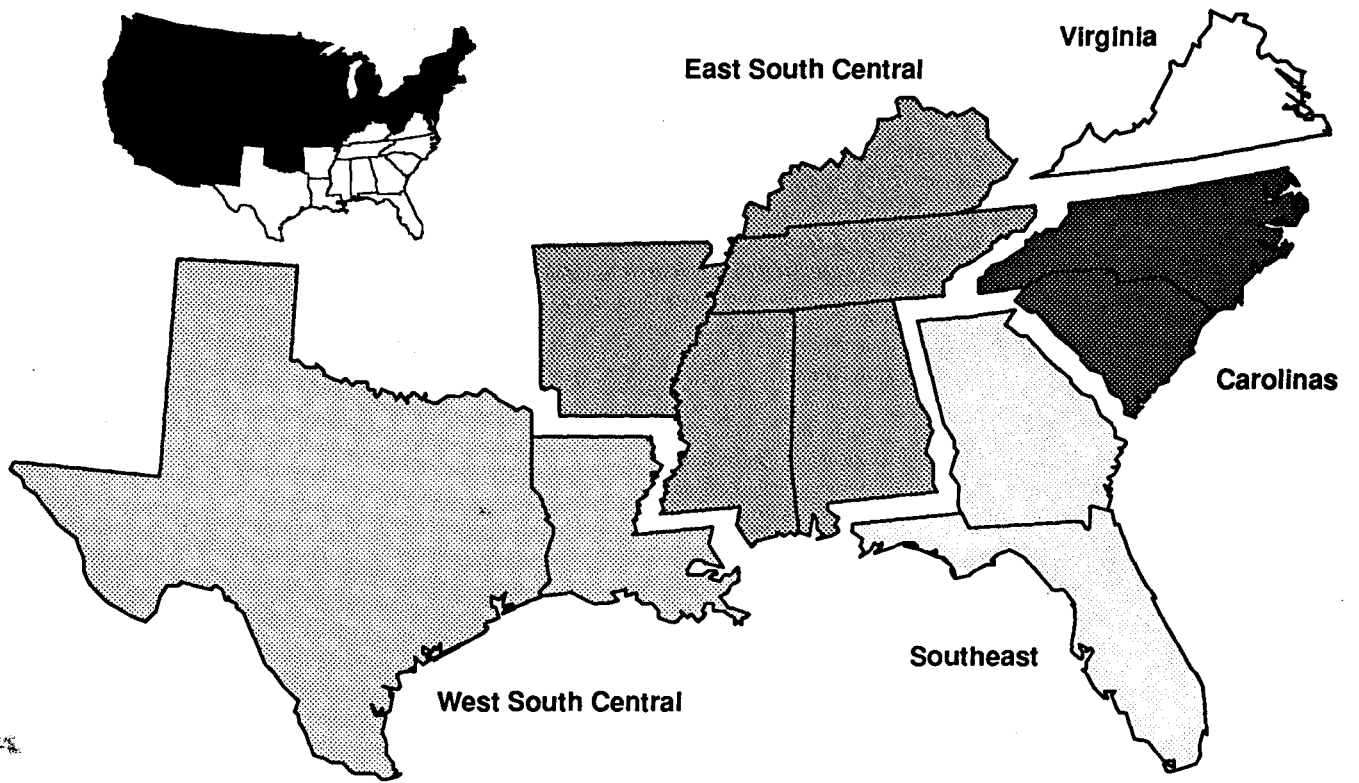 Virginia
East South Central
Carolinas
Southeast
West South Central